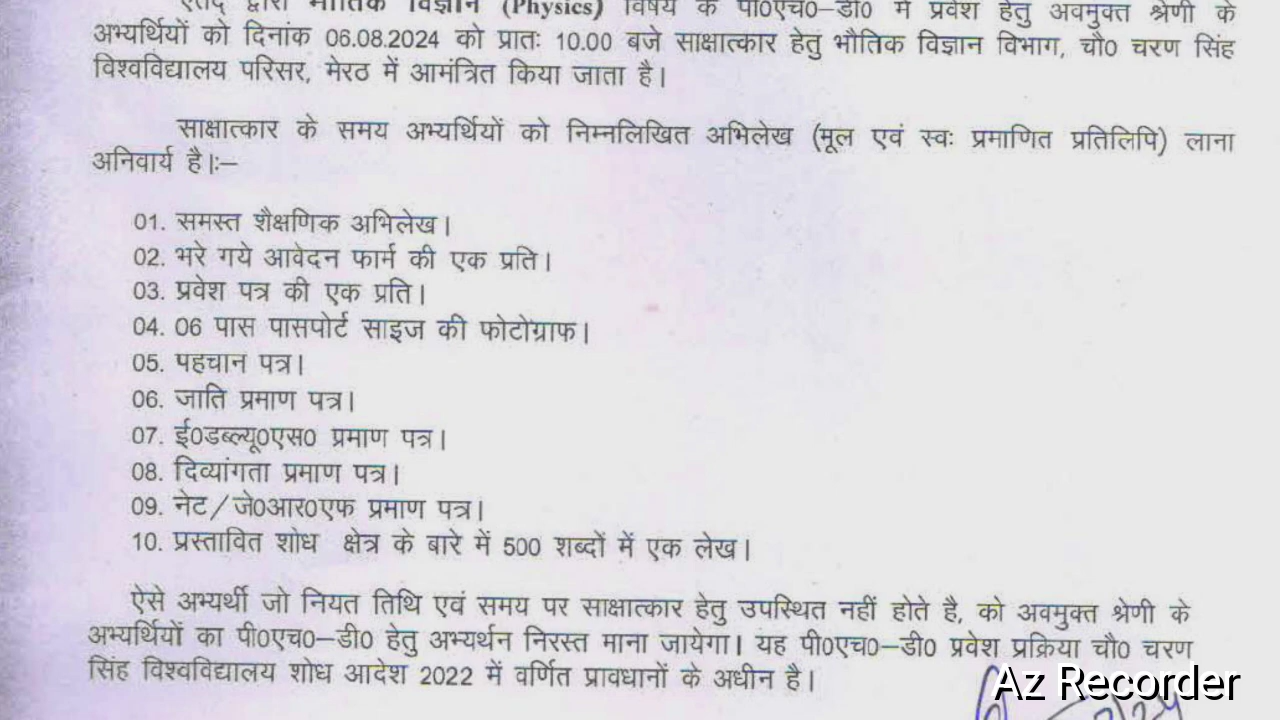 एतद् द्वारा भौतिक विज्ञान (Physics) विषय के पी0एच0–डी0 में प्रवेश हेतु अवमुक्त श्रेणी के
अभ्यर्थियों को दिनांक 06.08.2024 को प्रातः 10.00 बजे साक्षात्कार हेतु भौतिक विज्ञान विभाग, चौ0 चरण सिंह
विश्वविद्यालय परिसर, मेरठ में आमंत्रित किया जाता है।
साक्षात्कार के समय अभ्यर्थियों को निम्नलिखित अभिलेख (मूल एवं स्वः प्रमाणित प्रतिलिपि) लाना
अनिवार्य है।:–
01. समस्त शैक्षणिक अभिलेख।
02. भरे गये आवेदन फार्म की एक प्रति।
03. प्रवेश पत्र की एक प्रति।
04. 06 पास पासपोर्ट साइज की फोटोग्राफ।
05. पहचान पत्र।
06. जाति प्रमाण पत्र।
07. ई0डब्ल्यू0एस0 प्रमाण पत्र।
08. दिव्यांगता प्रमाण पत्र।
09. नेट/जे0आर0एफ प्रमाण पत्र।
10. प्रस्तावित शोध क्षेत्र के बारे में 500 शब्दों में एक लेख।
ऐसे अभ्यर्थी जो नियत तिथि एवं समय पर साक्षात्कार हेतु उपस्थित नहीं होते है, को अवमुक्त श्रेणी के
अभ्यर्थियों का पी0एच0–डी0 हेतु अभ्यर्थन निरस्त माना जायेगा। यह पी0एच0–डी0 प्रवेश प्रक्रिया चौ0 चरण
सिंह विश्वविद्यालय शोध आदेश 2022 में वर्णित प्रावधानों के अधीन है।
Az Recorder